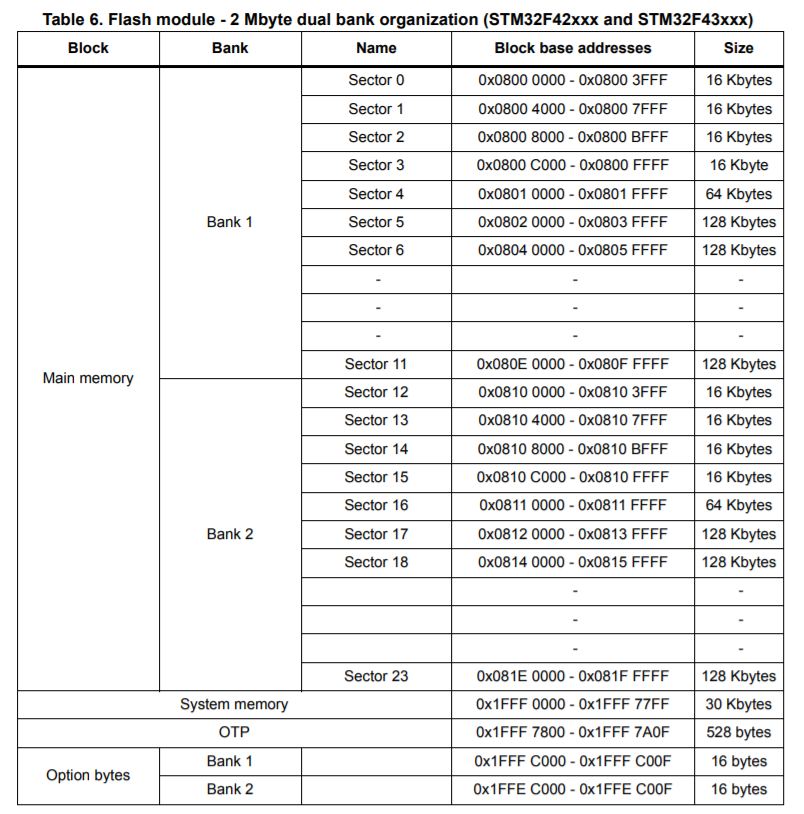 Table 6. Flash module - 2 Mbyte dual bank organization (STM32F42xxx and STM32F43xxx)
Block Bank Name Block base addresses Size
Sector 0 0x0800 0000 - 0x0800 3FFF 16 Kbytes
Sector 1 0x0800 4000 - 0x0800 7FFF 16 Kbytes
Sector 2 0x0800 8000 - 0x0800 BFFF 16 Kbytes
Sector 3 0x0800 C000 - 0x0800 FFFF 16 Kbyte
Sector 4 0x0801 0000 - 0x0801 FFFF 64 Kbytes
Bank 1 Sector 5 0x0802 0000 - 0x0803 FFFF 128 Kbytes
Sector 6 0x0804 0000 - 0x0805 FFFF 128 Kbytes
- - -
- - -
- - -
Sector 11 0x080E 0000 - 0x080F FFFF 128 Kbytes
Main memory
Sector 12 0x0810 0000 - 0x0810 3FFF 16 Kbytes
Sector 13 0x0810 4000 - 0x0810 7FFF 16 Kbytes
Sector 14 0x0810 8000 - 0x0810 BFFF 16 Kbytes
Sector 15 0x0810 C000 - 0x0810 FFFF 16 Kbytes
Sector 16 0x0811 0000 - 0x0811 FFFF 64 Kbytes
Bank 2 Sector 17 0x0812 0000 - 0x0813 FFFF 128 Kbytes
Sector 18 0x0814 0000 - 0x0815 FFFF 128 Kbytes
- -
- -
- -
Sector 23 0x081E 0000 - 0x081F FFFF 128 Kbytes
System memory 0x1FFF 0000 - 0x1FFF 77FF 30 Kbytes
OTP 0x1FFF 7800 - 0x1FFF 7A0F 528 bytes
Option bytes
Bank 1 0x1FFF C000 - 0x1FFF C00F 16 bytes
Bank 2 0x1FFE C000 - 0x1FFE C00F 16 bytes